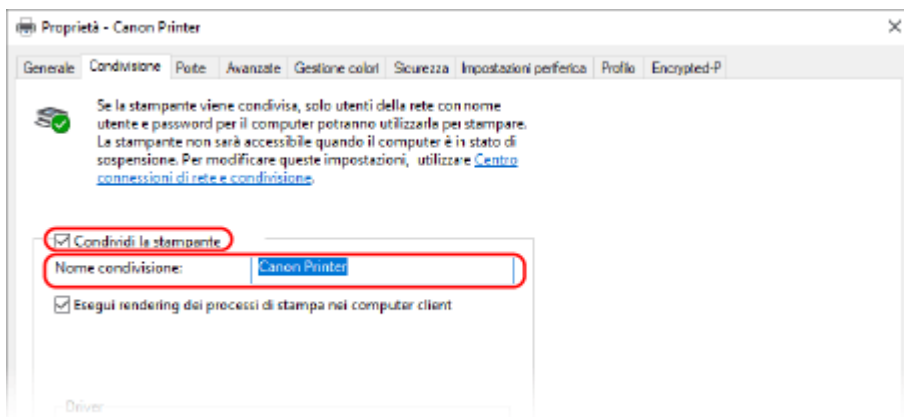 Proprietà - Canon Printer
Generale Condivisione Porte Avanzate Gestione colori Sicurezza Impostazioni periferica Profilo Encrypted-P
Se la stampante viene condivisa, solo utenti della rete con nome
utente e password per il computer potranno utilizzarla per stampare.
La stampante non sarà accessibile quando il computer è in stato di
sospensione. Per modificare queste impostazioni, utilizzare Centro
connessioni di rete e condivisione.
Condividi la stampante
Nome condivisione: Canon Printer
Esegui rendering dei processi di stampa nei computer client
Driver